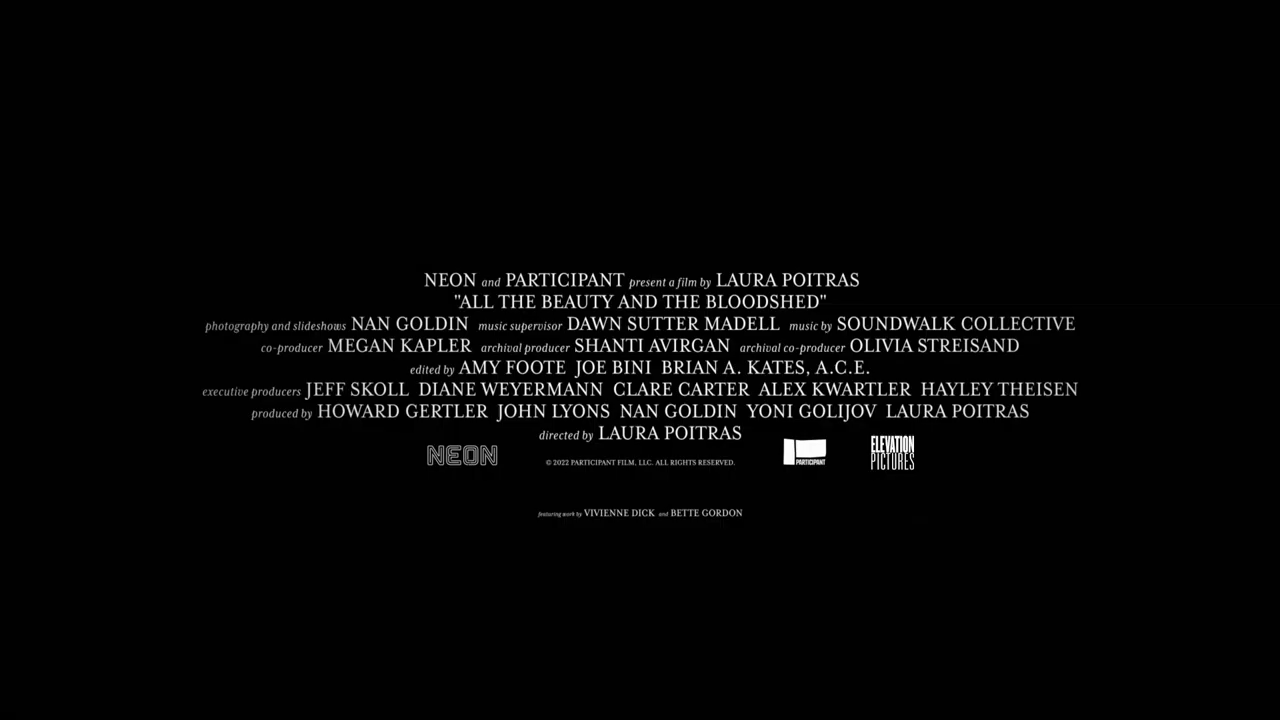 NEON and PARTICIPANT present a film by LAURA POITRAS
"ALL THE BEAUTY AND THE BLOODSHED"
photography and slideshows NAN GOLDIN music supervisor DAWN SUTTER MADELL music by SOUNDWALK COLLECTIVE
co-producer MEGAN KAPLER archival producer SHANTI AVIRGAN archival co-producer OLIVIA STREISAND
edited by AMY FOOTE JOE BINI BRIAN A. KATES, A.C.E.
executive producers JEFF SKOLL DIANE WEYERMANN CLARE CARTER ALEX KWARTLER HAYLEY THEISEN
produced by HOWARD GERTLER JOHN LYONS NAN GOLDIN YONI GOLIJOV LAURA POITRAS
directed by LAURA POITRAS
NEON
© 2022 PARTICIPANT FILM, LLC. ALL RIGHTS RESERVED.
PARTICIPANT
ELEVATION
PICTURES
featuring work by VIVIENNE DICK and BETTE GORDON